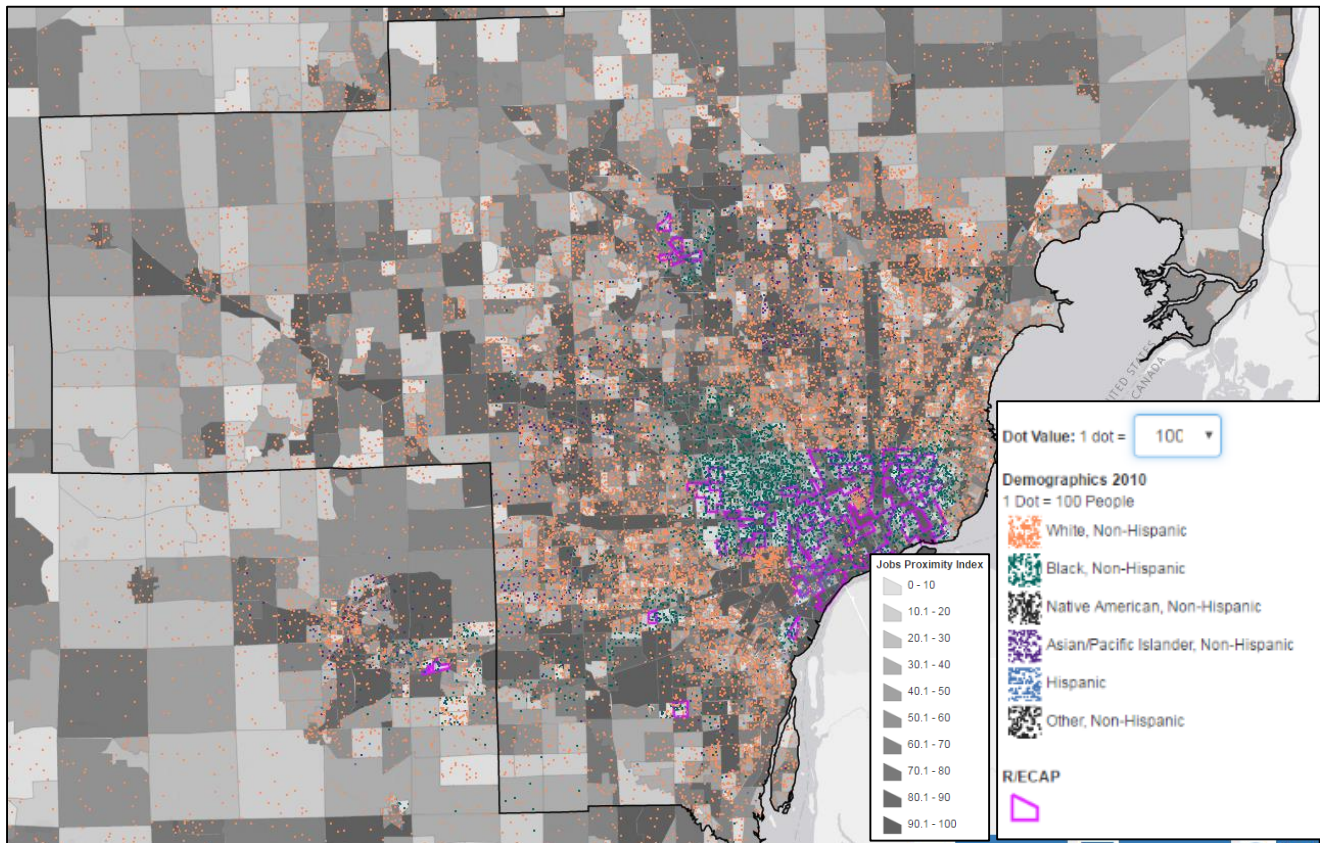 UNITED STATES
CANADA
Dot Value: 1 dot =
Demographics 2010
1 Dot = 100 People
White, Non-Hispanic
Black, Non-Hispanic
Native American, Non-Hispanic
Asian/Pacific Islander, Non-Hispanic
Hispanic
Other, Non-Hispanic
R/ECAP
Jobs Proximity Index
0 - 10
10.1 - 20
20.1 - 30
30.1 - 40
40.1 - 50
50.1 - 60
60.1 - 70
70.1 - 80
80.1 - 90
90.1 - 100